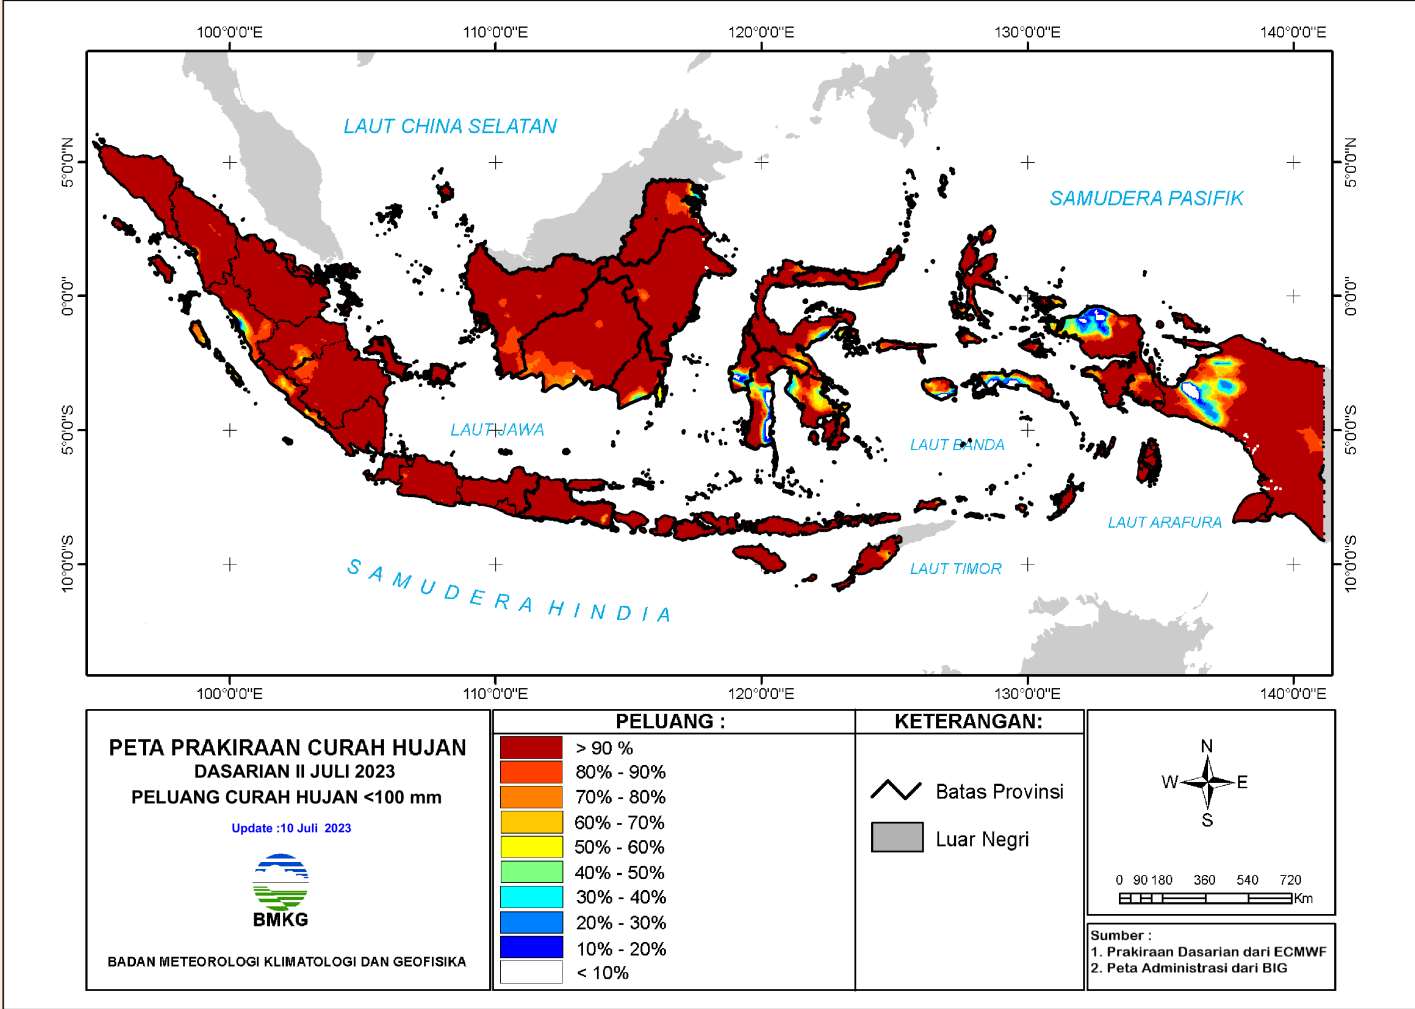 100°0'0"E 110°0'0"E 120°0'0"E 130°0'0"E 140°0'0"E
LAUT CHINA SELATAN
5°0'0"N 5°0'0"N
SAMUDERA PASIFIK
0°0'0" 0°0'0"
LAUT JAWA
LAUT BANDA
5°0'0"S 5°0'0"S
LAUT ARAFURA
LAUT TIMOR
10°0'0"S 10°0'0"S
SAMUDERA HINDIA
100°0'0"E 110°0'0"E 120°0'0"E 130°0'0"E 140°0'0"E
PETA PRAKIRAAN CURAH HUJAN
DASARIAN II JULI 2023
PELUANG CURAH HUJAN <100 mm
Update :10 Juli 2023
BMKG
BADAN METEOROLOGI KLIMATOLOGI DAN GEOFISIKA
PELUANG :
> 90 %
80% - 90%
70% - 80%
60% - 70%
50% - 60%
40% - 50%
30% - 40%
20% - 30%
10% - 20%
< 10%
KETERANGAN:
Batas Provinsi
Luar Negri
N
W E
S
0 90 180 360 540 720
Km
Sumber :
1. Prakiraan Dasarian dari ECMWF
2. Peta Administrasi dari BIG